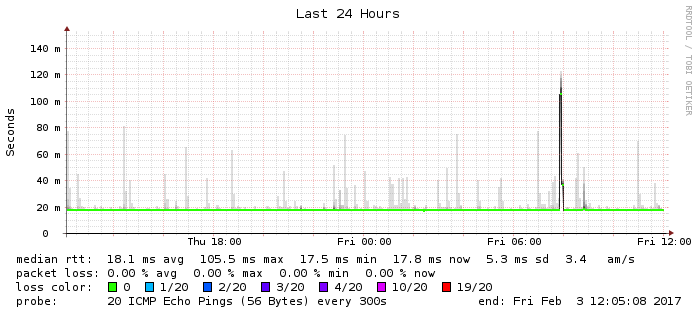 Last 24 Hours
RRDTOOL / TOBI OETIKER
Seconds
140 m
120 m
100 m
80 m
60 m
40 m
20 m
0
Thu 18:00 Fri 00:00 Fri 06:00 Fri 12:00
median rtt: 18.1 ms avg 105.5 ms max 17.5 ms min 17.8 ms now 5.3 ms sd 3.4 am/s
packet loss: 0.00 % avg 0.00 % max 0.00 % min 0.00 % now
loss color: 0 1/20 2/20 3/20 4/20 10/20 19/20
probe: 20 ICMP Echo Pings (56 Bytes) every 300s end: Fri Feb 3 12:05:08 2017